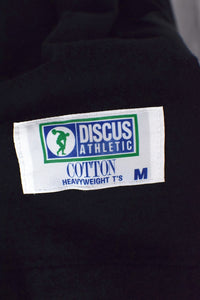 DISCUS
ATHLETIC
COTTON
HEAVYWEIGHT T'S M